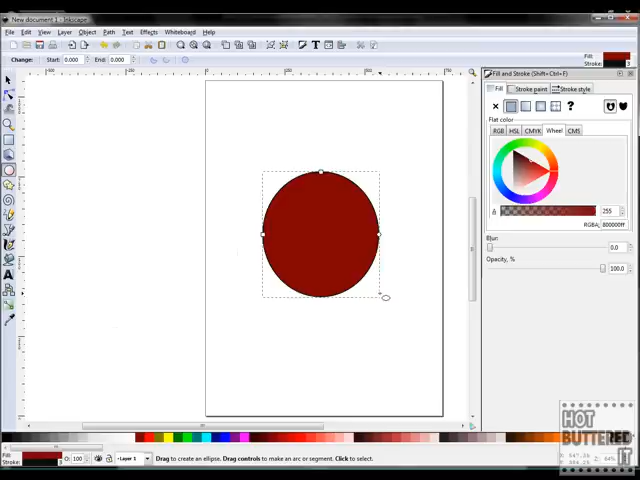 New document 1 - Inkscape
File Edit View Layer Object Path Text Effects Whiteboard Help
Change: Start: 0.000 End: 0.000
Fill:
Stroke: 3
Fill and Stroke (Shift+Ctrl+F)
Fill Stroke paint Stroke style
?
Flat color
RGB HSL CMYK Wheel CMS
255
RGBA: 800000ff
Blur:
0.0
Opacity, %
100.0
HOT
BUTTERED
IT
Fill:
Stroke: 3
O: 100
Layer 1
Drag to create an ellipse. Drag controls to make an arc or segment. Click to select.